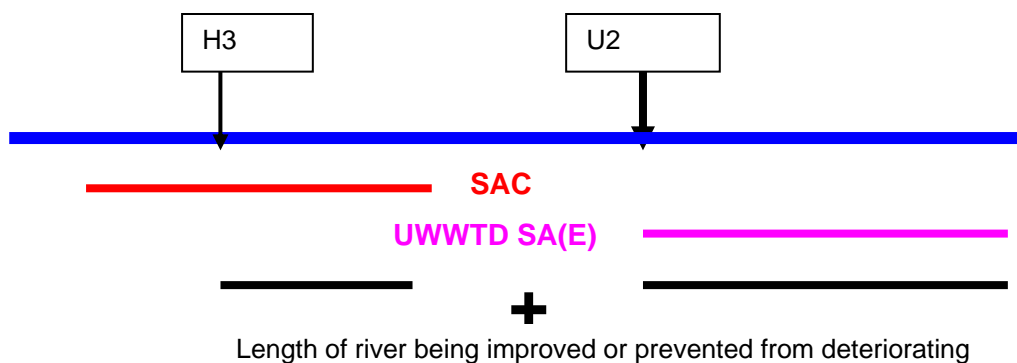 H3
U2
SAC
UWWTD SA(E)
+
Length of river being improved or prevented from deteriorating